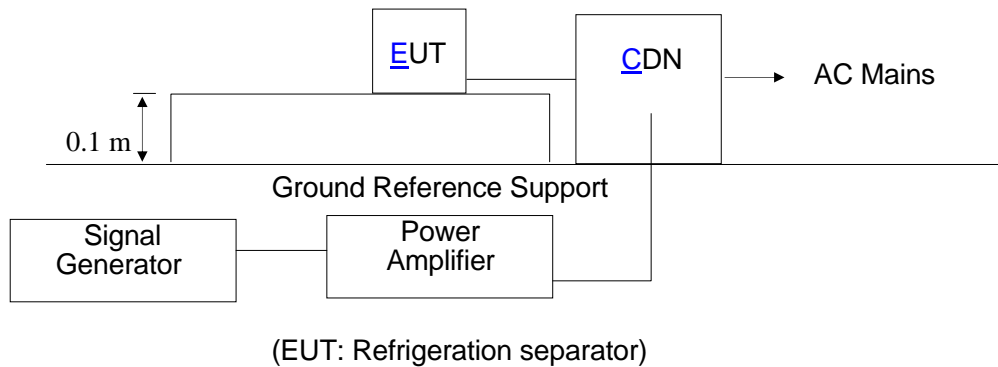 EUT
CDN
AC Mains
0.1 m
Ground Reference Support
Signal
Generator
Power
Amplifier
(EUT: Refrigeration separator)